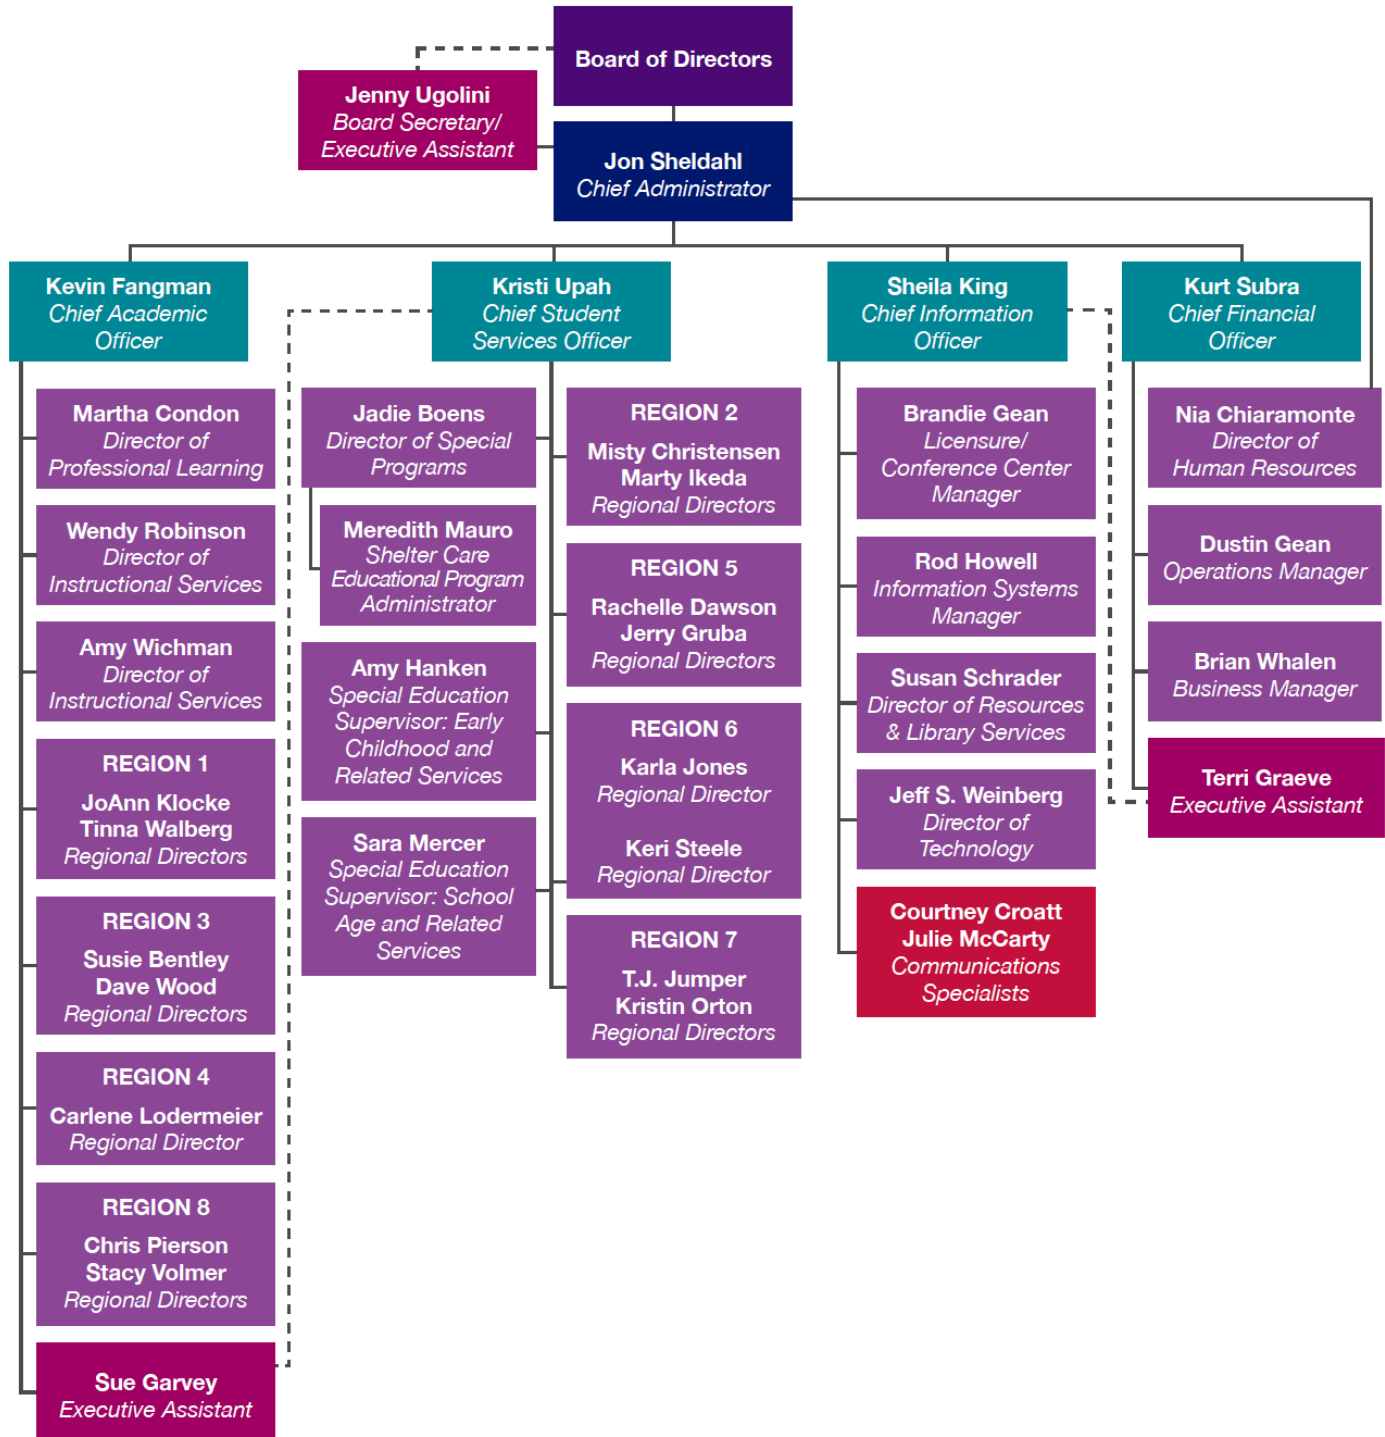 Board of Directors
Jenny Ugolini
Board Secretary/
Executive Assistant
Jon Sheldahl
Chief Administrator
Kevin Fangman
Chief Academic
Officer
Martha Condon
Director of
Professional Learning
Wendy Robinson
Director of
Instructional Services
Amy Wichman
Director of
Instructional Services
REGION 1
JoAnn Klocke
Tinna Walberg
Regional Directors
REGION 3
Susie Bentley
Dave Wood
Regional Directors
REGION 4
Carlene Lodermeier
Regional Director
REGION 8
Chris Pierson
Stacy Volmer
Regional Directors
Sue Garvey
Executive Assistant
Kristi Upah
Chief Student
Services Officer
Jadie Boens
Director of Special
Programs
Meredith Mauro
Shelter Care
Educational Program
Administrator
Amy Hanken
Special Education
Supervisor: Early
Childhood and
Related Services
Sara Mercer
Special Education
Supervisor: School
Age and Related
Services
REGION 2
Misty Christensen
Marty Ikeda
Regional Directors
REGION 5
Rachelle Dawson
Jerry Gruba
Regional Directors
REGION 6
Karla Jones
Regional Director
Keri Steele
Regional Director
REGION 7
T.J. Jumper
Kristin Orton
Regional Directors
Sheila King
Chief Information
Officer
Brandie Gean
Licensure/
Conference Center
Manager
Rod Howell
Information Systems
Manager
Susan Schrader
Director of Resources
& Library Services
Jeff S. Weinberg
Director of
Technology
Courtney Croatt
Julie McCarty
Communications
Specialists
Kurt Subra
Chief Financial
Officer
Nia Chiaramonte
Director of
Human Resources
Dustin Gean
Operations Manager
Brian Whalen
Business Manager
Terri Graeve
Executive Assistant